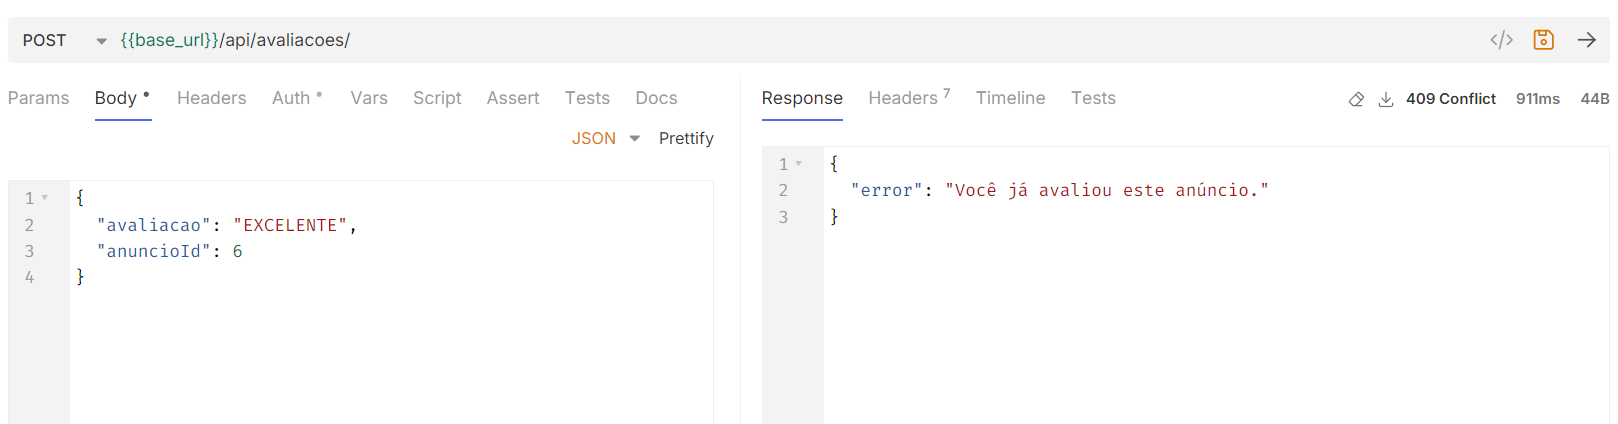 POST {{base_url}}/api/avaliacoes/ </>
Params Body • Headers Auth • Vars Script Assert Tests Docs
JSON Prettify
1 {
2 "avaliacao": "EXCELENTE",
3 "anuncioId": 6
4 }
Response Headers 7 Timeline Tests 409 Conflict 911ms 44B
1 {
2 "error": "Você já avaliou este anúncio."
3 }